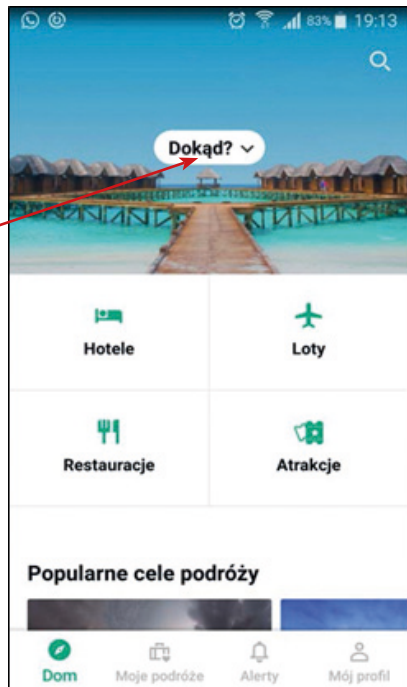 83% 19:13
Dokąd?
Hotele
Loty
Restauracje
Atrakcje
Popularne cele podróży
Dom
Moje podróże
Alerty
Mój profil